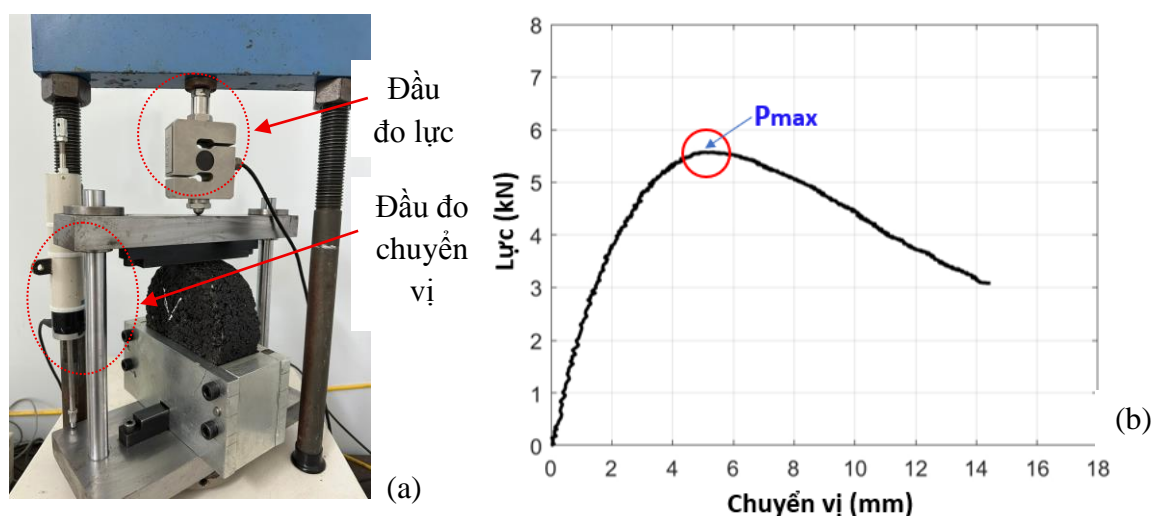 Đầu
đo lực
Đầu đo
chuyển
vị
(a)
8
7
6
5
4
3
2
1
0
Lực (kN)
Pmax
0 2 4 6 8 10 12 14 16 18
Chuyển vị (mm)
(b)